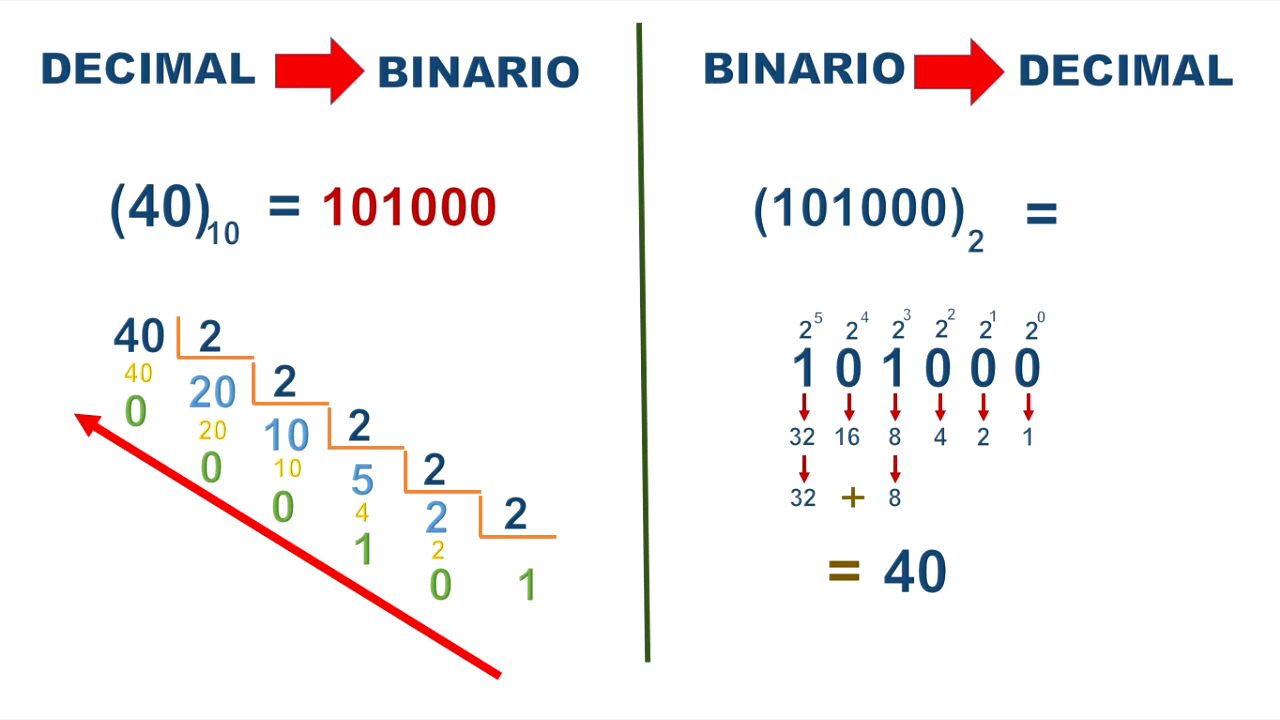 DECIMAL BINARIO
(40)10 = 101000
40 2
40 20 2
0 20 10 2
0 10 5 2
0 4 2 2
1 2
0 1
BINARIO DECIMAL
(101000)2 =
2^5 2^4 2^3 2^2 2^1 2^0
1 0 1 0 0 0
32 16 8 4 2 1
32 + 8
= 40